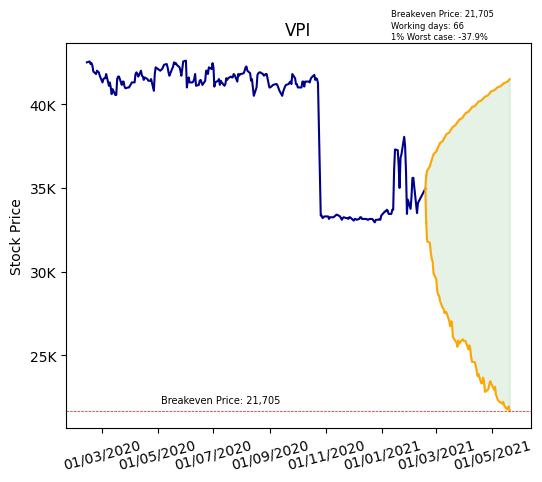 Breakeven Price: 21,705
Working days: 66
1% Worst case: -37.9%
VPI
Stock Price
40K
35K
30K
25K
Breakeven Price: 21,705
01/03/2020
01/05/2020
01/07/2020
01/09/2020
01/11/2020
01/01/2021
01/03/2021
01/05/2021